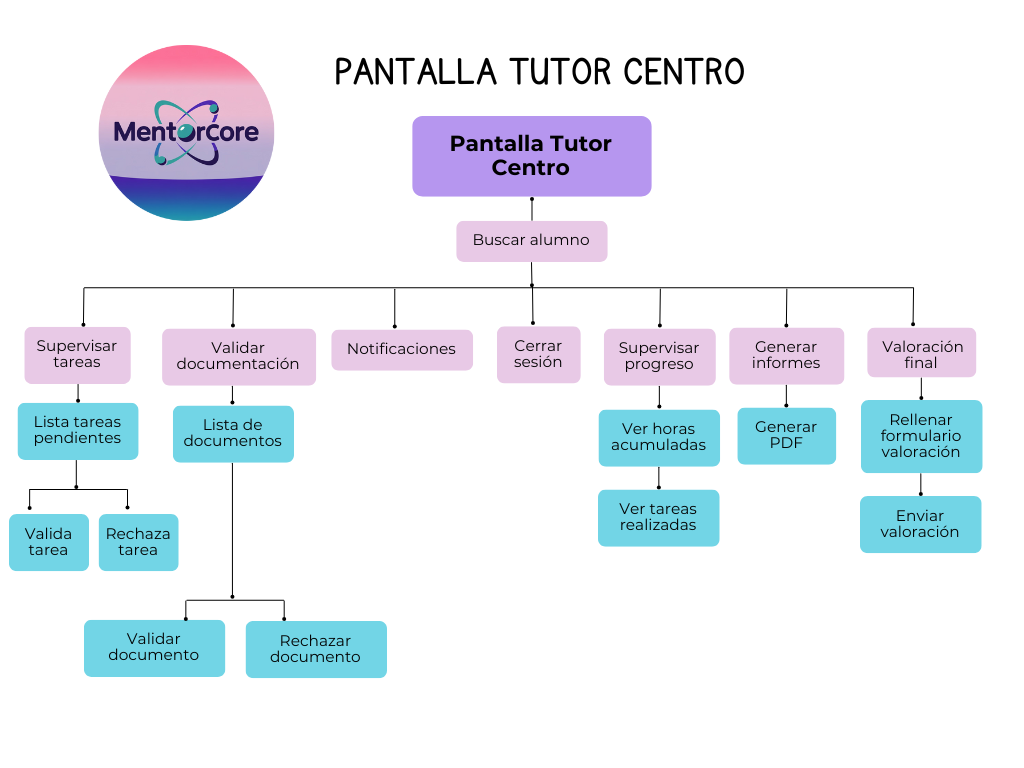 PANTALLA TUTOR CENTRO
MentorCore
Pantalla Tutor
Centro
Buscar alumno
Supervisar
tareas
Validar
documentación
Notificaciones
Cerrar
sesión
Supervisar
progreso
Generar
informes
Valoración
final
Lista tareas
pendientes
Lista de
documentos
Ver horas
acumuladas
Generar
PDF
Rellenar
formulario
valoración
Valida
tarea
Rechaza
tarea
Ver tareas
realizadas
Enviar
valoración
Validar
documento
Rechazar
documento